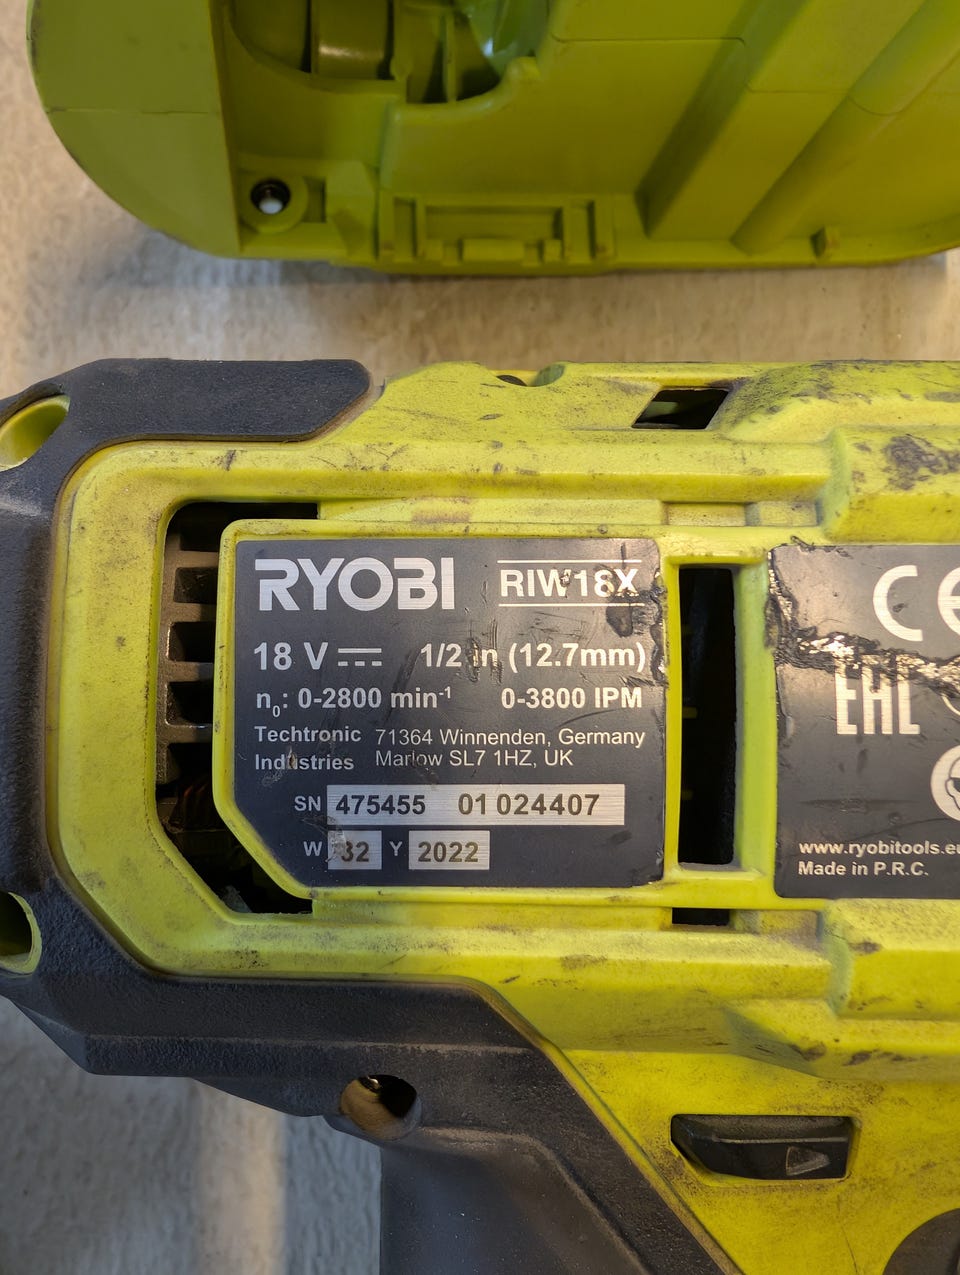 RYOBI RIW18X
18 V 1/2 in (12.7mm)
n₀: 0-2800 min⁻¹ 0-3800 IPM
Techtronic Industries
71364 Winnenden, Germany
Marlow SL7 1HZ, UK
SN 475455 01 024407
W 32 Y 2022
CE
EAC
www.ryobitools.eu
Made in P.R.C.